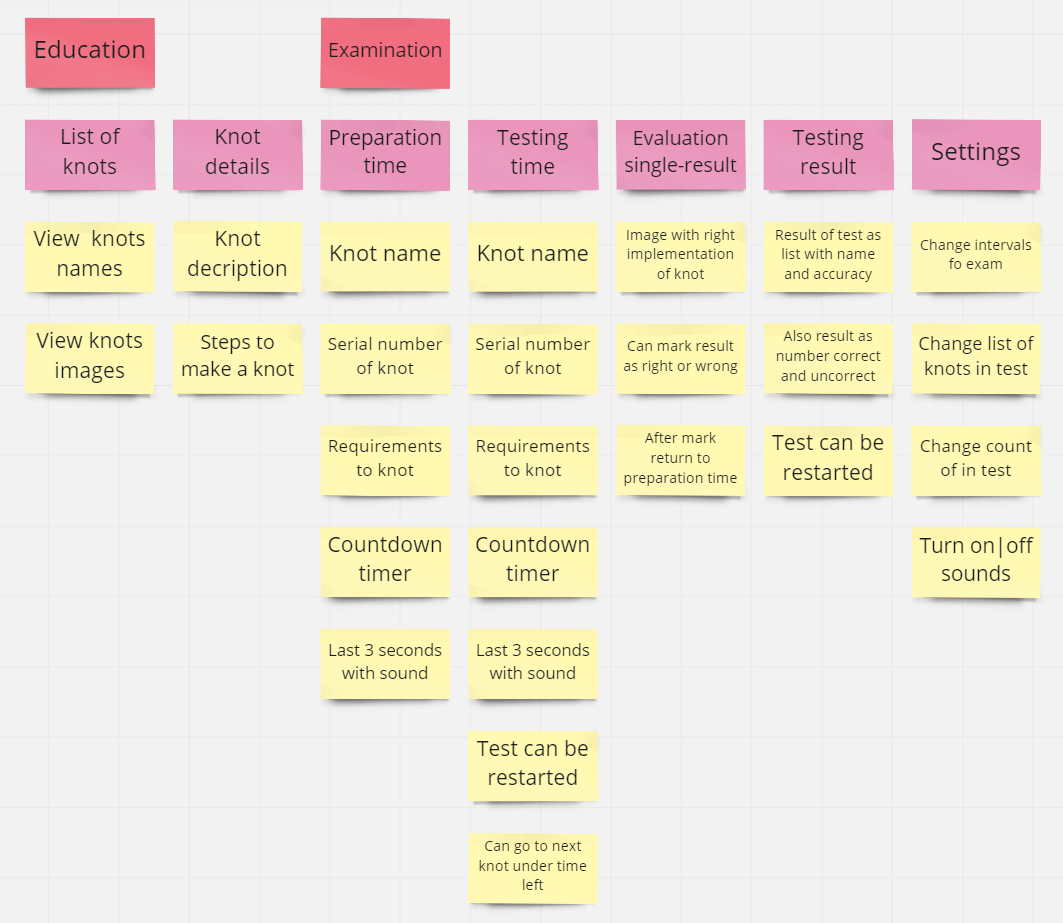 Education
Examination
List of
knots
Knot
details
Preparation
time
Testing
time
Evaluation
single-result
Testing
result
Settings
View knots
names
Knot
decription
Knot name
Knot name
Image with right
implementation
of knot
Result of test as
list with name
and accuracy
Change intervals
fo exam
View knots
images
Steps to
make a knot
Serial number
of knot
Serial number
of knot
Can mark result
as right or wrong
Also result as
number correct
and uncorrect
Change list of
knots in test
Requirements
to knot
Requirements
to knot
After mark
return to
preparation time
Test can be
restarted
Change count
of in test
Countdown
timer
Countdown
timer
Turn on|off
sounds
Last 3 seconds
with sound
Last 3 seconds
with sound
Test can be
restarted
Can go to next
knot under time
left